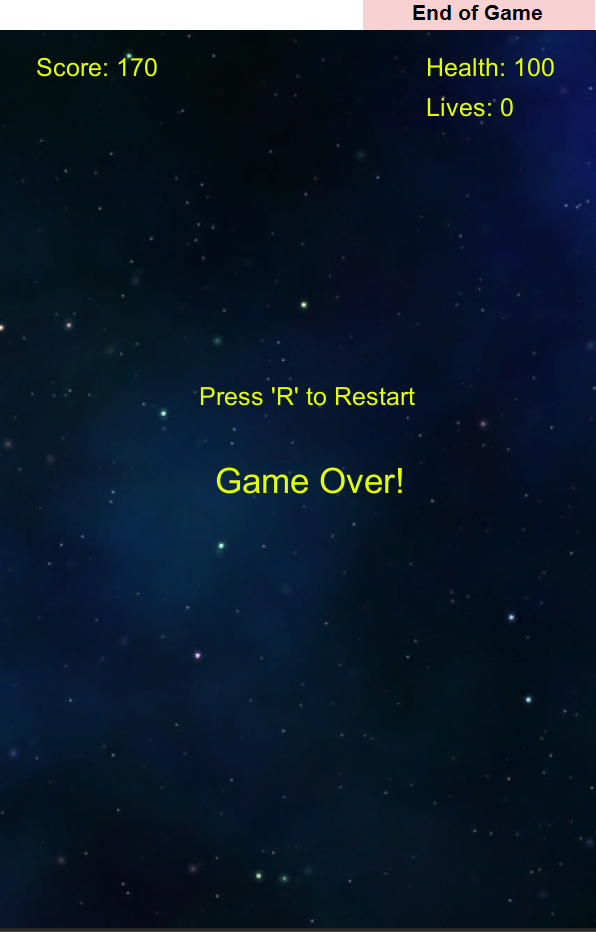 End of Game
Score: 170
Health: 100
Lives: 0
Press 'R' to Restart
Game Over!